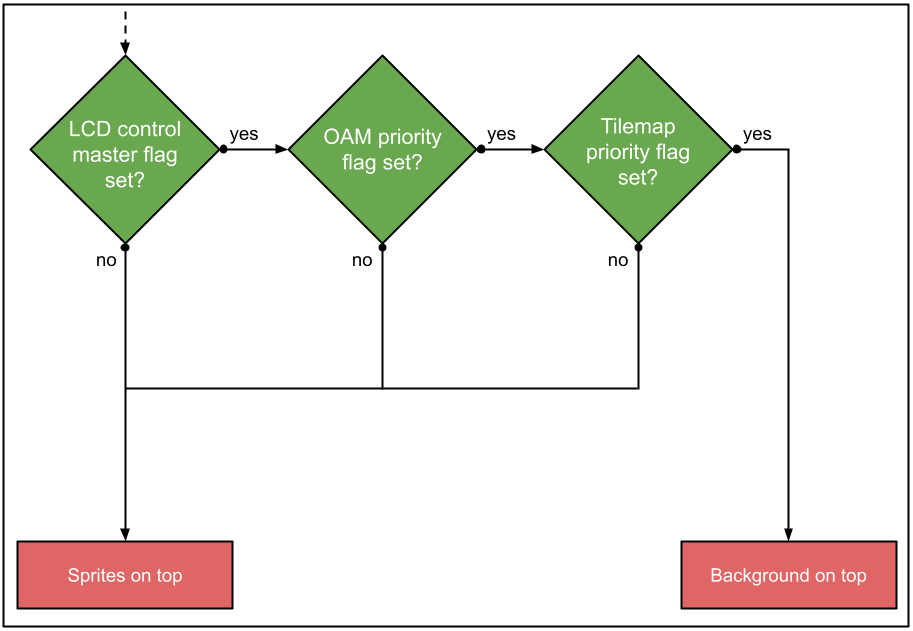 LCD control
master flag
set?
yes
OAM priority
flag set?
yes
Tilemap
priority flag
set?
yes
no
no
no
Sprites on top
Background on top